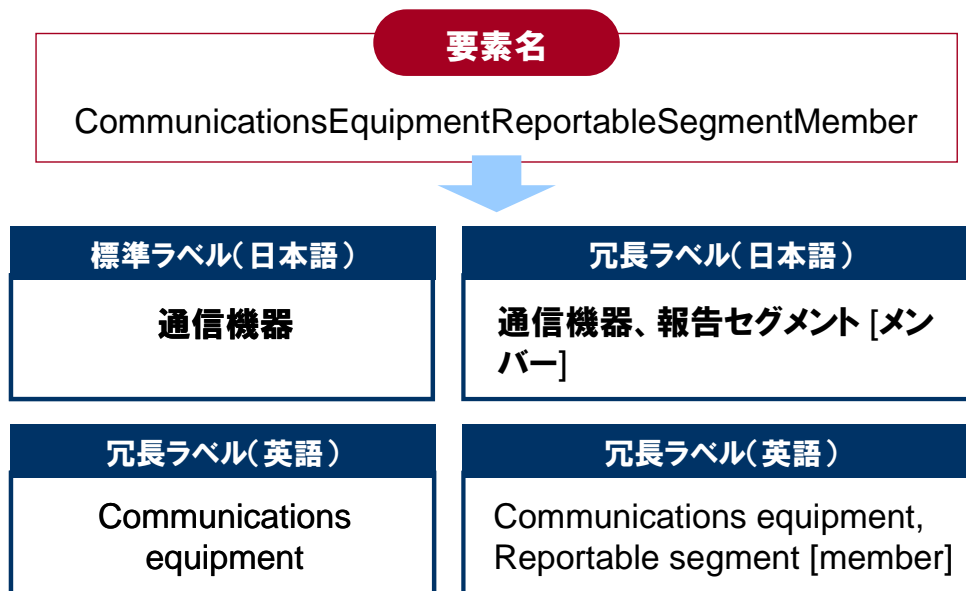 要素名
CommunicationsEquipmentReportableSegmentMember
標準ラベル(日本語)
通信機器
冗長ラベル(日本語)
通信機器、報告セグメント [メン
バー]
冗長ラベル(英語)
Communications
equipment
冗長ラベル(英語)
Communications equipment,
Reportable segment [member]